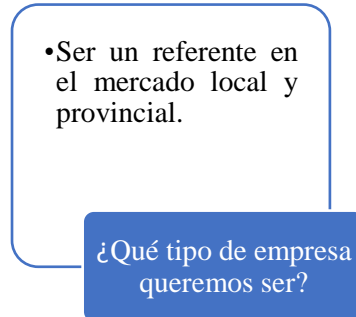 •Ser un referente en
el mercado local y
provincial.
¿Qué tipo de empresa
queremos ser?